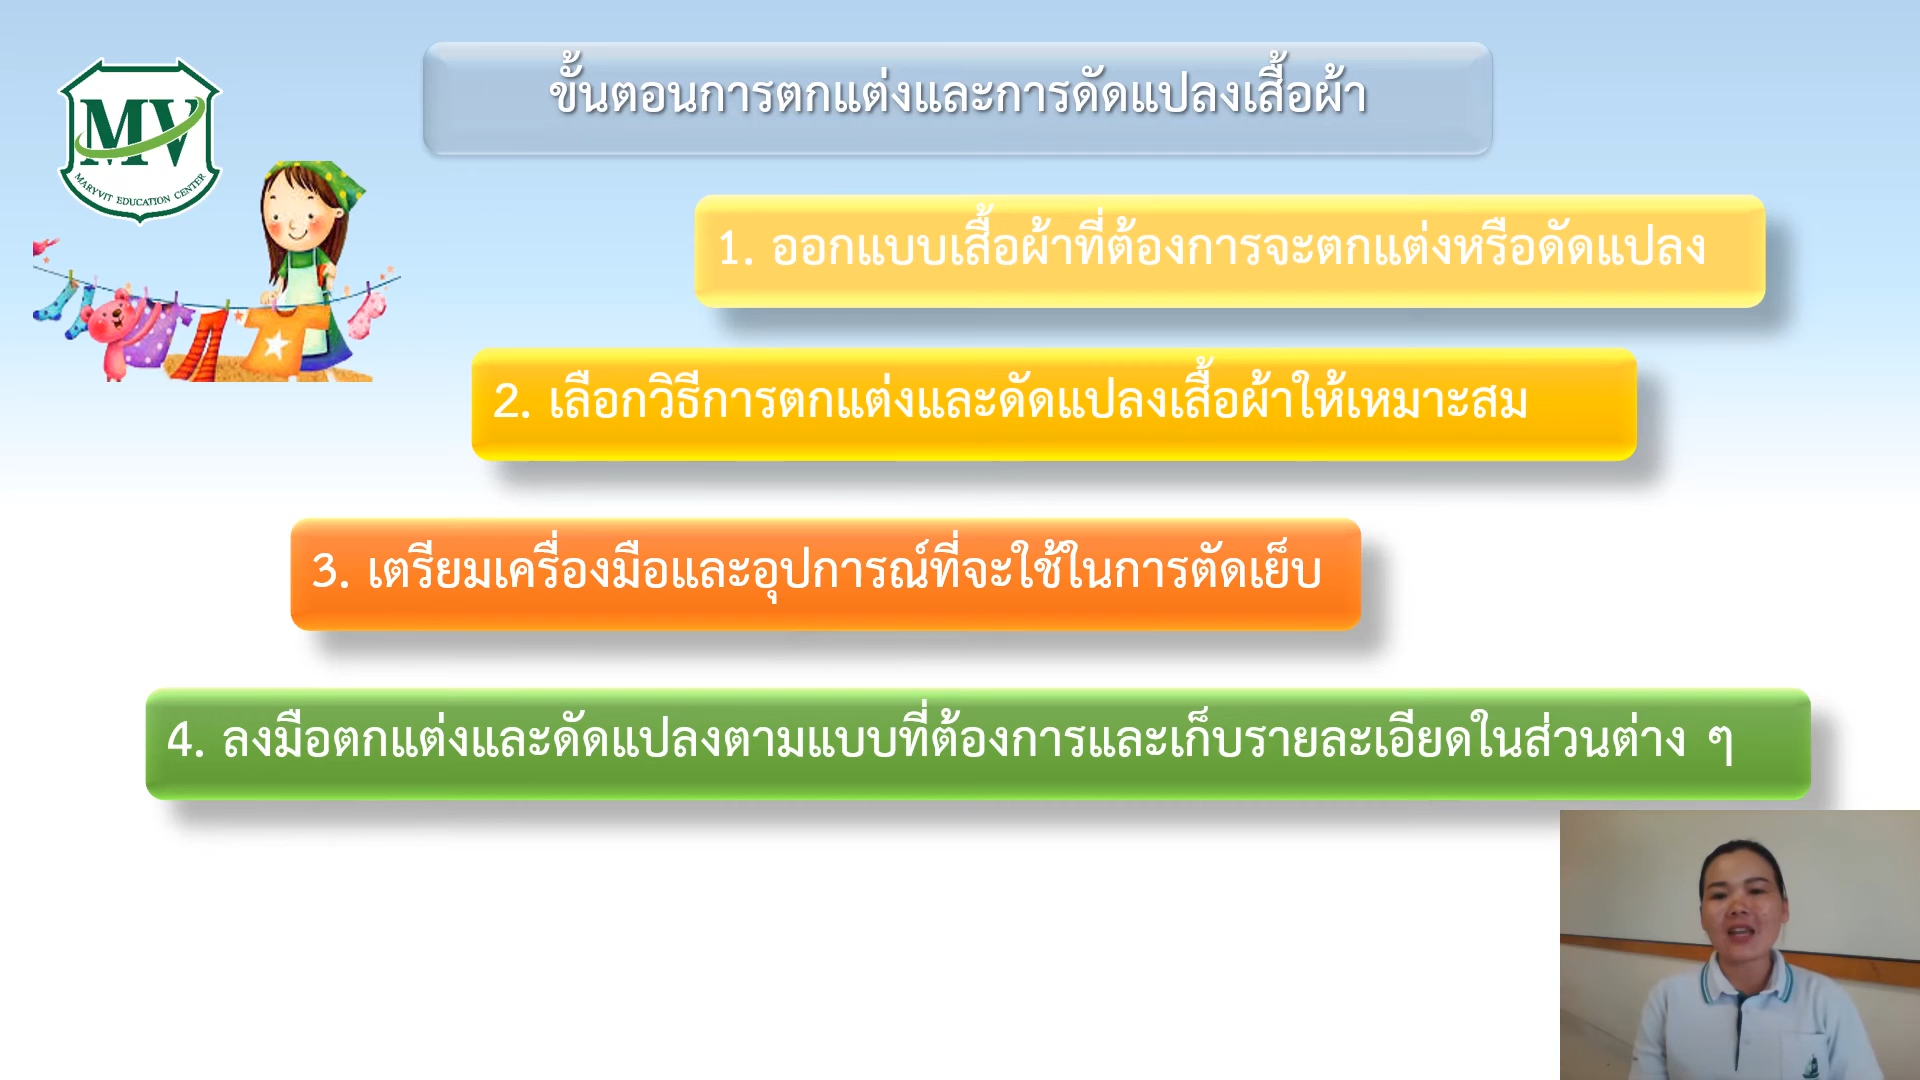 MV
MARYVIT EDUCATION CENTER
ขั้นตอนการตกแต่งและการดัดแปลงเสื้อผ้า
1. ออกแบบเสื้อผ้าที่ต้องการจะตกแต่งหรือดัดแปลง
2. เลือกวิธีการตกแต่งและดัดแปลงเสื้อผ้าให้เหมาะสม
3. เตรียมเครื่องมือและอุปการณ์ที่จะใช้ในการตัดเย็บ
4. ลงมือตกแต่งและดัดแปลงตามแบบที่ต้องการและเก็บรายละเอียดในส่วนต่าง ๆ